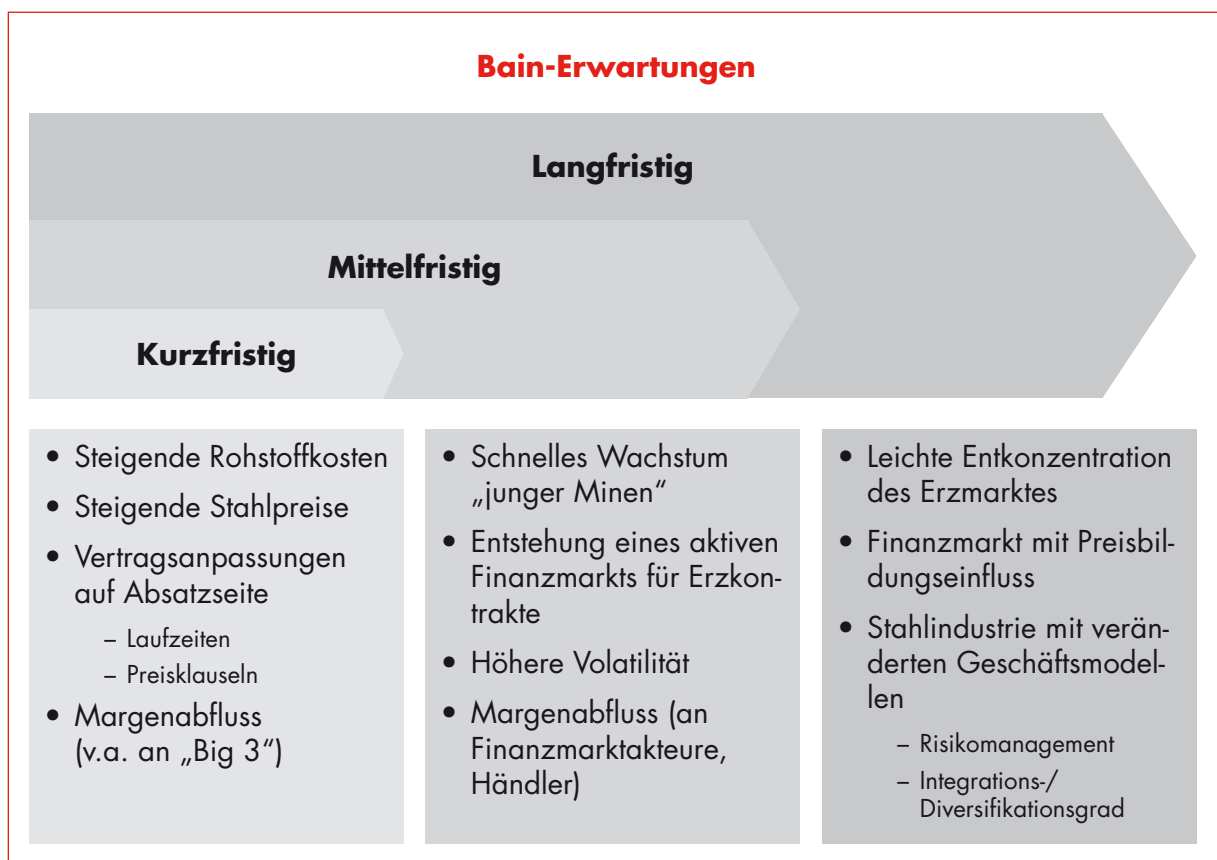 Bain-Erwartungen
Langfristig
Mittelfristig
Kurzfristig
• Steigende Rohstoffkosten
• Steigende Stahlpreise
• Vertragsanpassungen
auf Absatzseite
– Laufzeiten
– Preisklauseln
• Margenabfluss
(v.a. an „Big 3“)
• Schnelles Wachstum
„junger Minen“
• Entstehung eines aktiven
Finanzmarkts für Erzkon-
trakte
• Höhere Volatilität
• Margenabfluss (an
Finanzmarktakteure,
Händler)
• Leichte Entkonzentration
des Erzmarktes
• Finanzmarkt mit Preisbil-
dungseinfluss
• Stahlindustrie mit verän-
derten Geschäftsmodel-
len
– Risikomanagement
– Integrations-/
Diversifikationsgrad